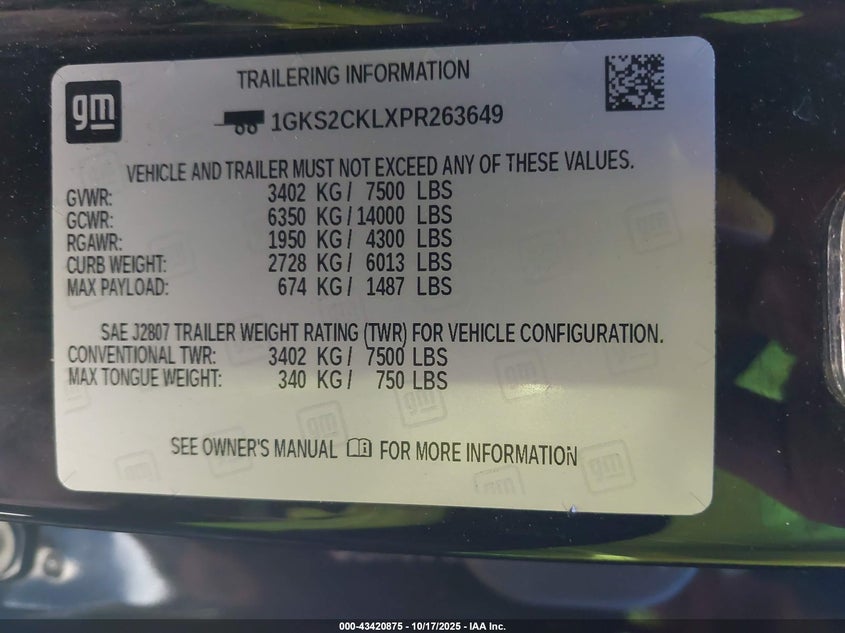 gm
TRAILERING INFORMATION
1GKS2CKLXPR263649
VEHICLE AND TRAILER MUST NOT EXCEED ANY OF THESE VALUES.
GVWR: 3402 KG / 7500 LBS
GCWR: 6350 KG / 14000 LBS
RGAWR: 1950 KG / 4300 LBS
CURB WEIGHT: 2728 KG / 6013 LBS
MAX PAYLOAD: 674 KG / 1487 LBS
SAE J2807 TRAILER WEIGHT RATING (TWR) FOR VEHICLE CONFIGURATION.
CONVENTIONAL TWR: 3402 KG / 7500 LBS
MAX TONGUE WEIGHT: 340 KG / 750 LBS
SEE OWNER'S MANUAL FOR MORE INFORMATION
000-43420875 - 10/17/2025 - IAA Inc.